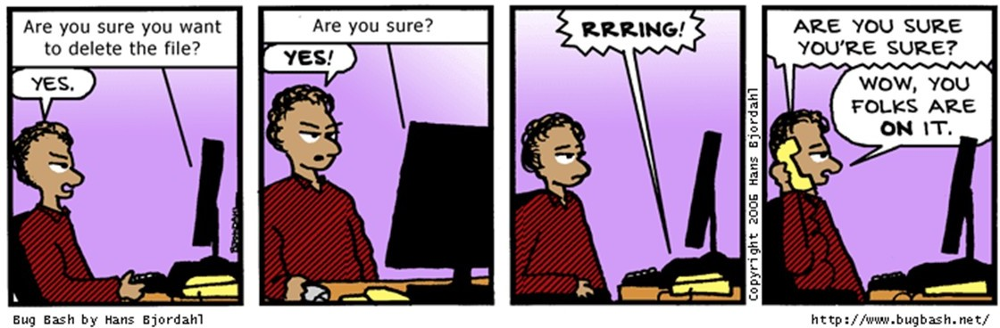 Are you sure you want
to delete the file?
YES.
Are you sure?
YES!
RRRING!
ARE YOU SURE
YOU'RE SURE?
WOW, YOU
FOLKS ARE
ON IT.
Copyright 2006 Hans Bjordahl
Bug Bash by Hans Bjordahl
http://www.bugbash.net/